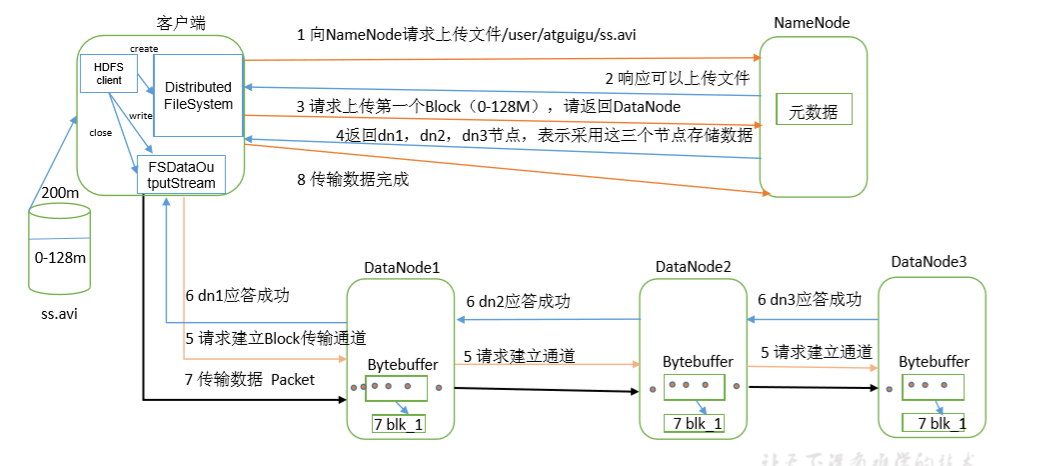 客户端
NameNode
1 向NameNode请求上传文件/user/atguigu/ss.avi
create
HDFS
client
Distributed
FileSystem
2 响应可以上传文件
3 请求上传第一个Block（0-128M），请返回DataNode
元数据
write
close
4返回dn1，dn2，dn3节点，表示采用这三个节点存储数据
FSDataOu
tputStream
8 传输数据完成
200m
0-128m
ss.avi
DataNode1
DataNode2
DataNode3
6 dn1应答成功
6 dn2应答成功
6 dn3应答成功
5 请求建立Block传输通道
5 请求建立通道
5 请求建立通道
7 传输数据 Packet
Bytebuffer
Bytebuffer
Bytebuffer
7 blk_1
7 blk_1
7 blk_1